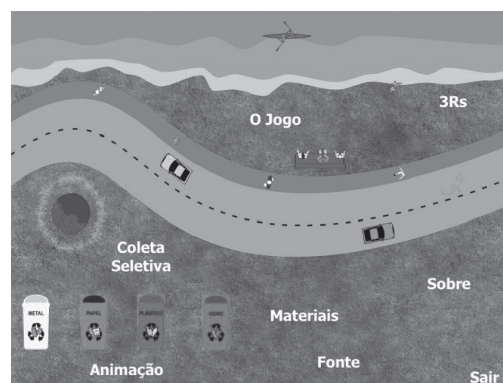 3Rs
O Jogo
Coleta
Seletiva
Sobre
METAL
PAPEL
PLÁSTICO
VIDRO
Materiais
Animação
Fonte
Sair